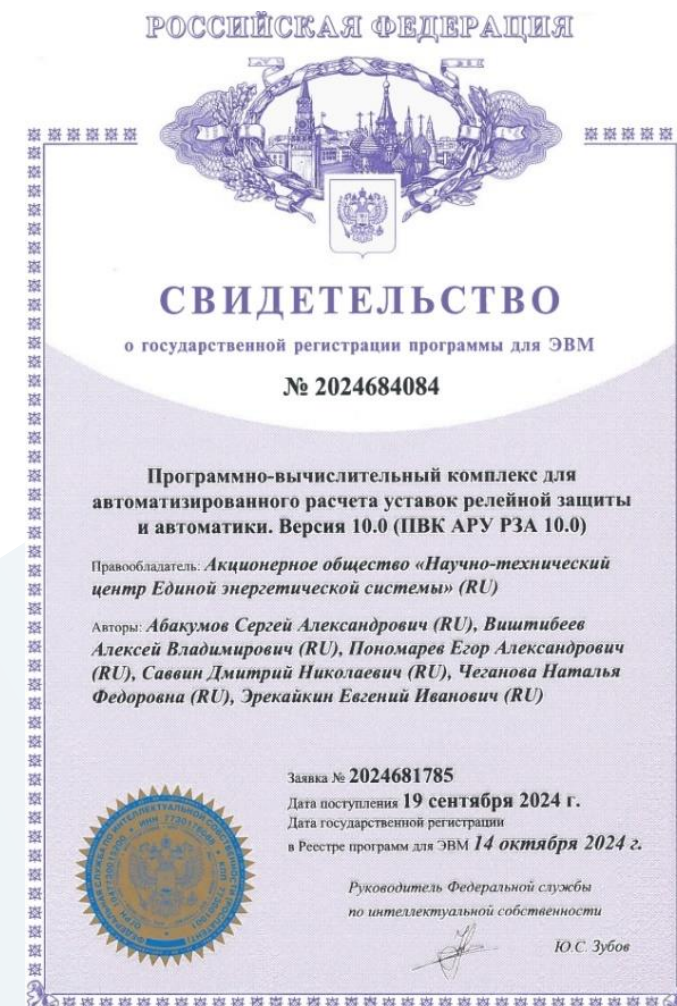 РОССИЙСКАЯ ФЕДЕРАЦИЯ
СВИДЕТЕЛЬСТВО
о государственной регистрации программы для ЭВМ
№ 2024684084
Программно-вычислительный комплекс для
автоматизированного расчета уставок релейной защиты
и автоматики. Версия 10.0 (ПВК АРУ РЗА 10.0)
Правообладатель: Акционерное общество «Научно-технический
центр Единой энергетической системы» (RU)
Авторы: Абакумов Сергей Александрович (RU), Виштибеев
Алексей Владимирович (RU), Пономарев Егор Александрович
(RU), Саввин Дмитрий Николаевич (RU), Чеганова Наталья
Федоровна (RU), Эрекайкин Евгений Иванович (RU)
Заявка № 2024681785
Дата поступления 19 сентября 2024 г.
Дата государственной регистрации
в Реестре программ для ЭВМ 14 октября 2024 г.
Руководитель Федеральной службы
по интеллектуальной собственности
Ю.С. Зубов